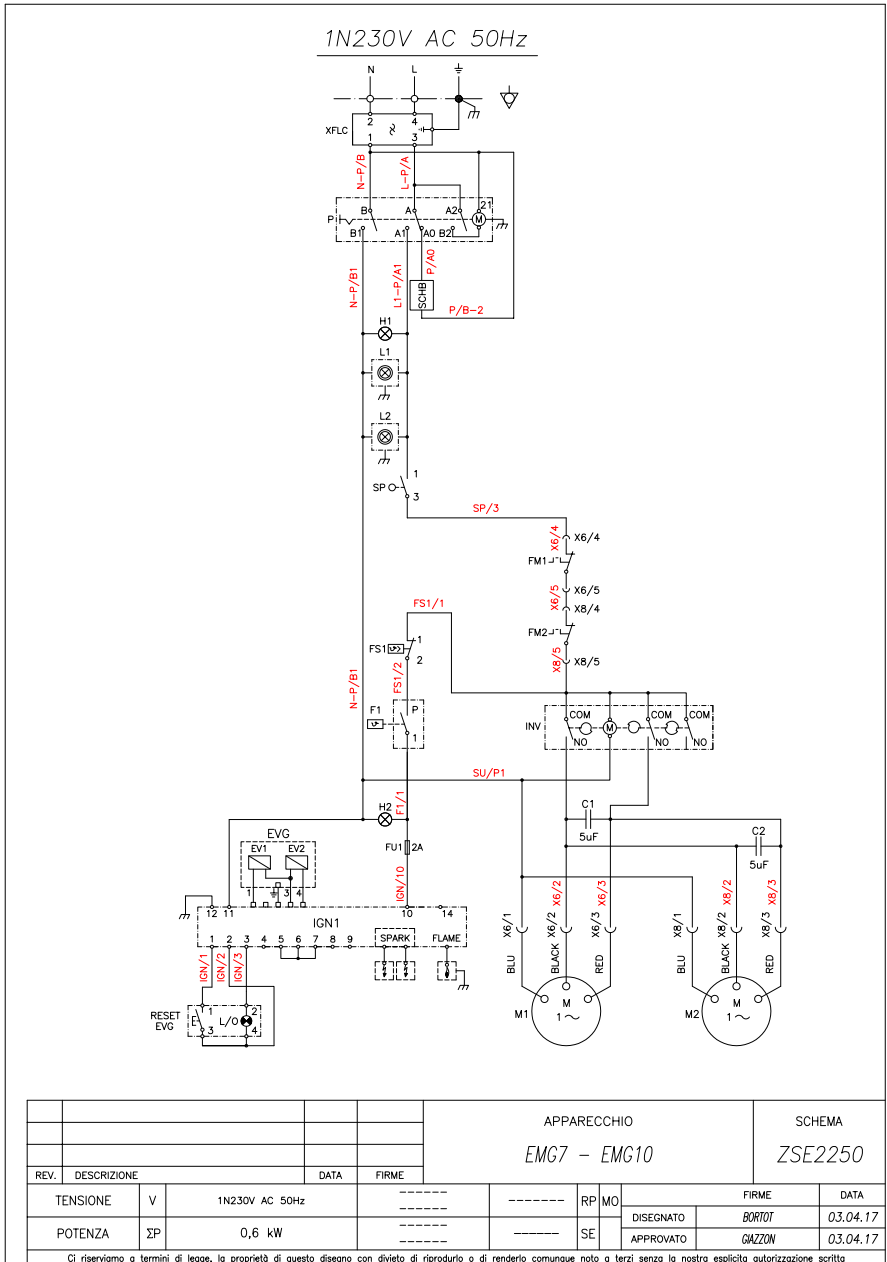 1N230V AC 50Hz
N L
2 4
XFLC
1 3
N-P/B
L-P/A
P B A A2 21
M
B1 A1 A0 B2
N-P/B1
L1-P/A1
P/A0
SCHB
P/B-2
H1
L1
L2
1
SP
3
SP/3
X6/4 X6/4
FM1
X6/5 X6/5
X8/4
FM2
X8/5 X8/5
FS1/1
FS1 1
2
FS1/2
N-P/B1
F1 P
1
INV COM M COM COM
NO NO NO
SU/P1
F1/1
H2
C1
5uF
C2
5uF
FU1 2A
IGN/10
EVG
EV1 EV2
1 3 4
12 11 10 14
IGN1
1 2 3 4 5 6 7 8 9 SPARK FLAME
IGN/1 IGN/2 IGN/3
RESET
EVG
1 E 3
L/O 2 4
X6/1 X6/2 X6/2 X6/3 X6/3
BLU BLACK RED
X8/1 X8/2 X8/2 X8/3 X8/3
BLU BLACK RED
M1 M
1~
M2 M
1~
APPARECCHIO
EMG7 - EMG10
SCHEMA
ZSE2250
REV. DESCRIZIONE DATA FIRME
TENSIONE V 1N230V AC 50Hz ------ ------ ------- RP MO FIRME DATA
DISEGNATO BORTOT 03.04.17
POTENZA ΣP 0,6 kW ------ ------ ------ SE APPROVATO GIAZZON 03.04.17
Ci riserviamo a termini di legge, la proprietà di questo disegno con divieto di riprodurlo o di renderlo comunque noto a terzi senza la nostra esplicita autorizzazione scritta